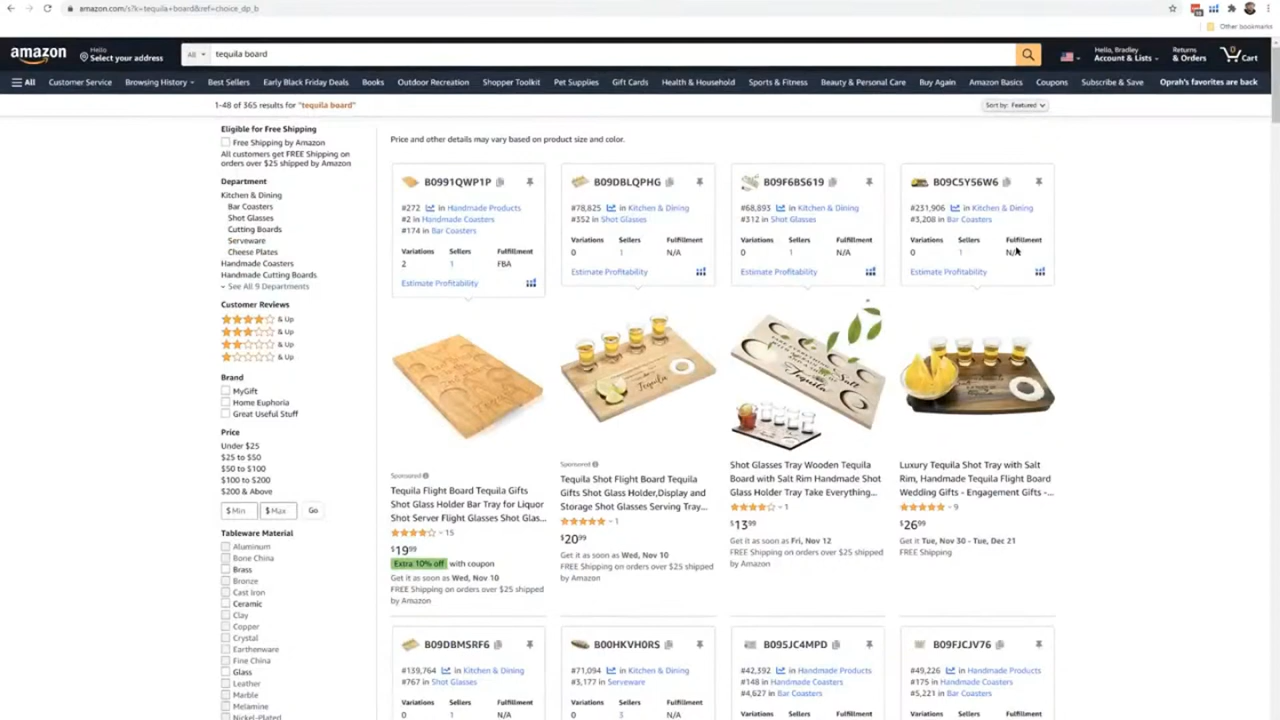 amazon.com/s?k=tequila+board&ref=choice_dp_b
Other bookmarks
amazon
Hello
Select your address
All
tequila board
Hello, Bradley
Account & Lists
Returns
& Orders
0
Cart
All
Customer Service
Browsing History
Best Sellers
Early Black Friday Deals
Books
Outdoor Recreation
Shopper Toolkit
Pet Supplies
Gift Cards
Health & Household
Sports & Fitness
Beauty & Personal Care
Buy Again
Amazon Basics
Coupons
Subscribe & Save
Oprah's favorites are back
1-48 of 365 results for "tequila board"
Sort by: Featured
Eligible for Free Shipping
Free Shipping by Amazon
All customers get FREE Shipping on
orders over $25 shipped by Amazon
Department
Kitchen & Dining
Bar Coasters
Shot Glasses
Cutting Boards
Serveware
Cheese Plates
Handmade Coasters
Handmade Cutting Boards
See All 9 Departments
Customer Reviews
& Up
& Up
& Up
& Up
Brand
MyGift
Home Euphoria
Great Useful Stuff
Price
Under $25
$25 to $50
$50 to $100
$100 to $200
$200 & Above
$ Min
$ Max
Go
Tableware Material
Aluminum
Bone China
Brass
Bronze
Cast Iron
Ceramic
Clay
Copper
Crystal
Earthenware
Fine China
Glass
Leather
Marble
Melamine
Nickel-Plated
Price and other details may vary based on product size and color.
B0991QWP1P
#272 in Handmade Products
#2 in Handmade Coasters
#174 in Bar Coasters
Variations Sellers Fulfillment
2 1 FBA
Estimate Profitability
B09DBLQPHG
#78,825 in Kitchen & Dining
#352 in Shot Glasses
Variations Sellers Fulfillment
0 1 N/A
Estimate Profitability
B09F6BS619
#68,893 in Kitchen & Dining
#312 in Shot Glasses
Variations Sellers Fulfillment
0 1 N/A
Estimate Profitability
B09C5Y56W6
#231,906 in Kitchen & Dining
#3,208 in Bar Coasters
Variations Sellers Fulfillment
0 1 N/A
Estimate Profitability
Tequila
Tequila
Sponsored
Tequila Flight Board Tequila Gifts
Shot Glass Holder Bar Tray for Liquor
Shot Server Flight Glasses Shot Glas...
15
$19.99
Extra 10% off with coupon
Get it as soon as Wed, Nov 10
FREE Shipping on orders over $25 shipped
by Amazon
Sponsored
Tequila Shot Flight Board Tequila
Gifts Shot Glass Holder,Display and
Storage Shot Glasses Serving Tray...
1
$20.99
Get it as soon as Wed, Nov 10
FREE Shipping on orders over $25 shipped
by Amazon
Shot Glasses Tray Wooden Tequila
Board with Salt Rim Handmade Shot
Glass Holder Tray Take Everything...
1
$13.99
Get it as soon as Fri, Nov 12
FREE Shipping on orders over $25 shipped
by Amazon
Luxury Tequila Shot Tray with Salt
Rim, Handmade Tequila Flight Board
Wedding Gifts - Engagement Gifts -...
9
$26.99
Get it Tue, Nov 30 - Tue, Dec 21
FREE Shipping
B09DBMSRF6
#139,764 in Kitchen & Dining
#767 in Shot Glasses
Variations Sellers Fulfillment
0 1 N/A
B00HKVH0RS
#71,094 in Kitchen & Dining
#3,177 in Serveware
Variations Sellers Fulfillment
0 3 N/A
B095JC4MPD
#42,392 in Handmade Products
#148 in Handmade Coasters
#4,627 in Bar Coasters
Variations Sellers Fulfillment
B09FJCJV76
#49,226 in Handmade Products
#175 in Handmade Coasters
#5,221 in Bar Coasters
Variations Sellers Fulfillment